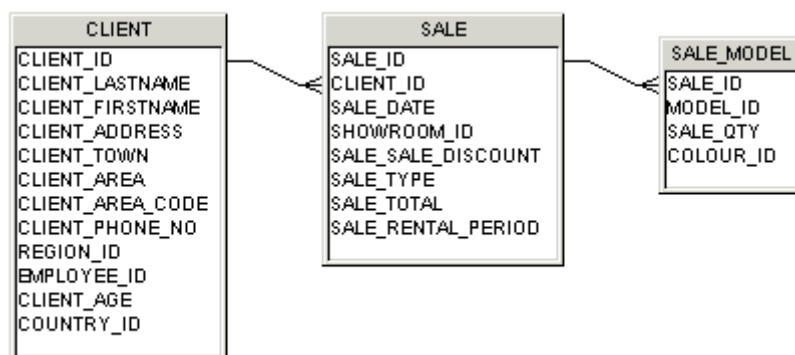 CLIENT
CLIENT_ID
CLIENT_LASTNAME
CLIENT_FIRSTNAME
CLIENT_ADDRESS
CLIENT_TOWN
CLIENT_AREA
CLIENT_AREA_CODE
CLIENT_PHONE_NO
REGION_ID
EMPLOYEE_ID
CLIENT_AGE
COUNTRY_ID
SALE
SALE_ID
CLIENT_ID
SALE_DATE
SHOWROOM_ID
SALE_SALE_DISCOUNT
SALE_TYPE
SALE_TOTAL
SALE_RENTAL_PERIOD
SALE_MODEL
SALE_ID
MODEL_ID
SALE_QTY
COLOUR_ID